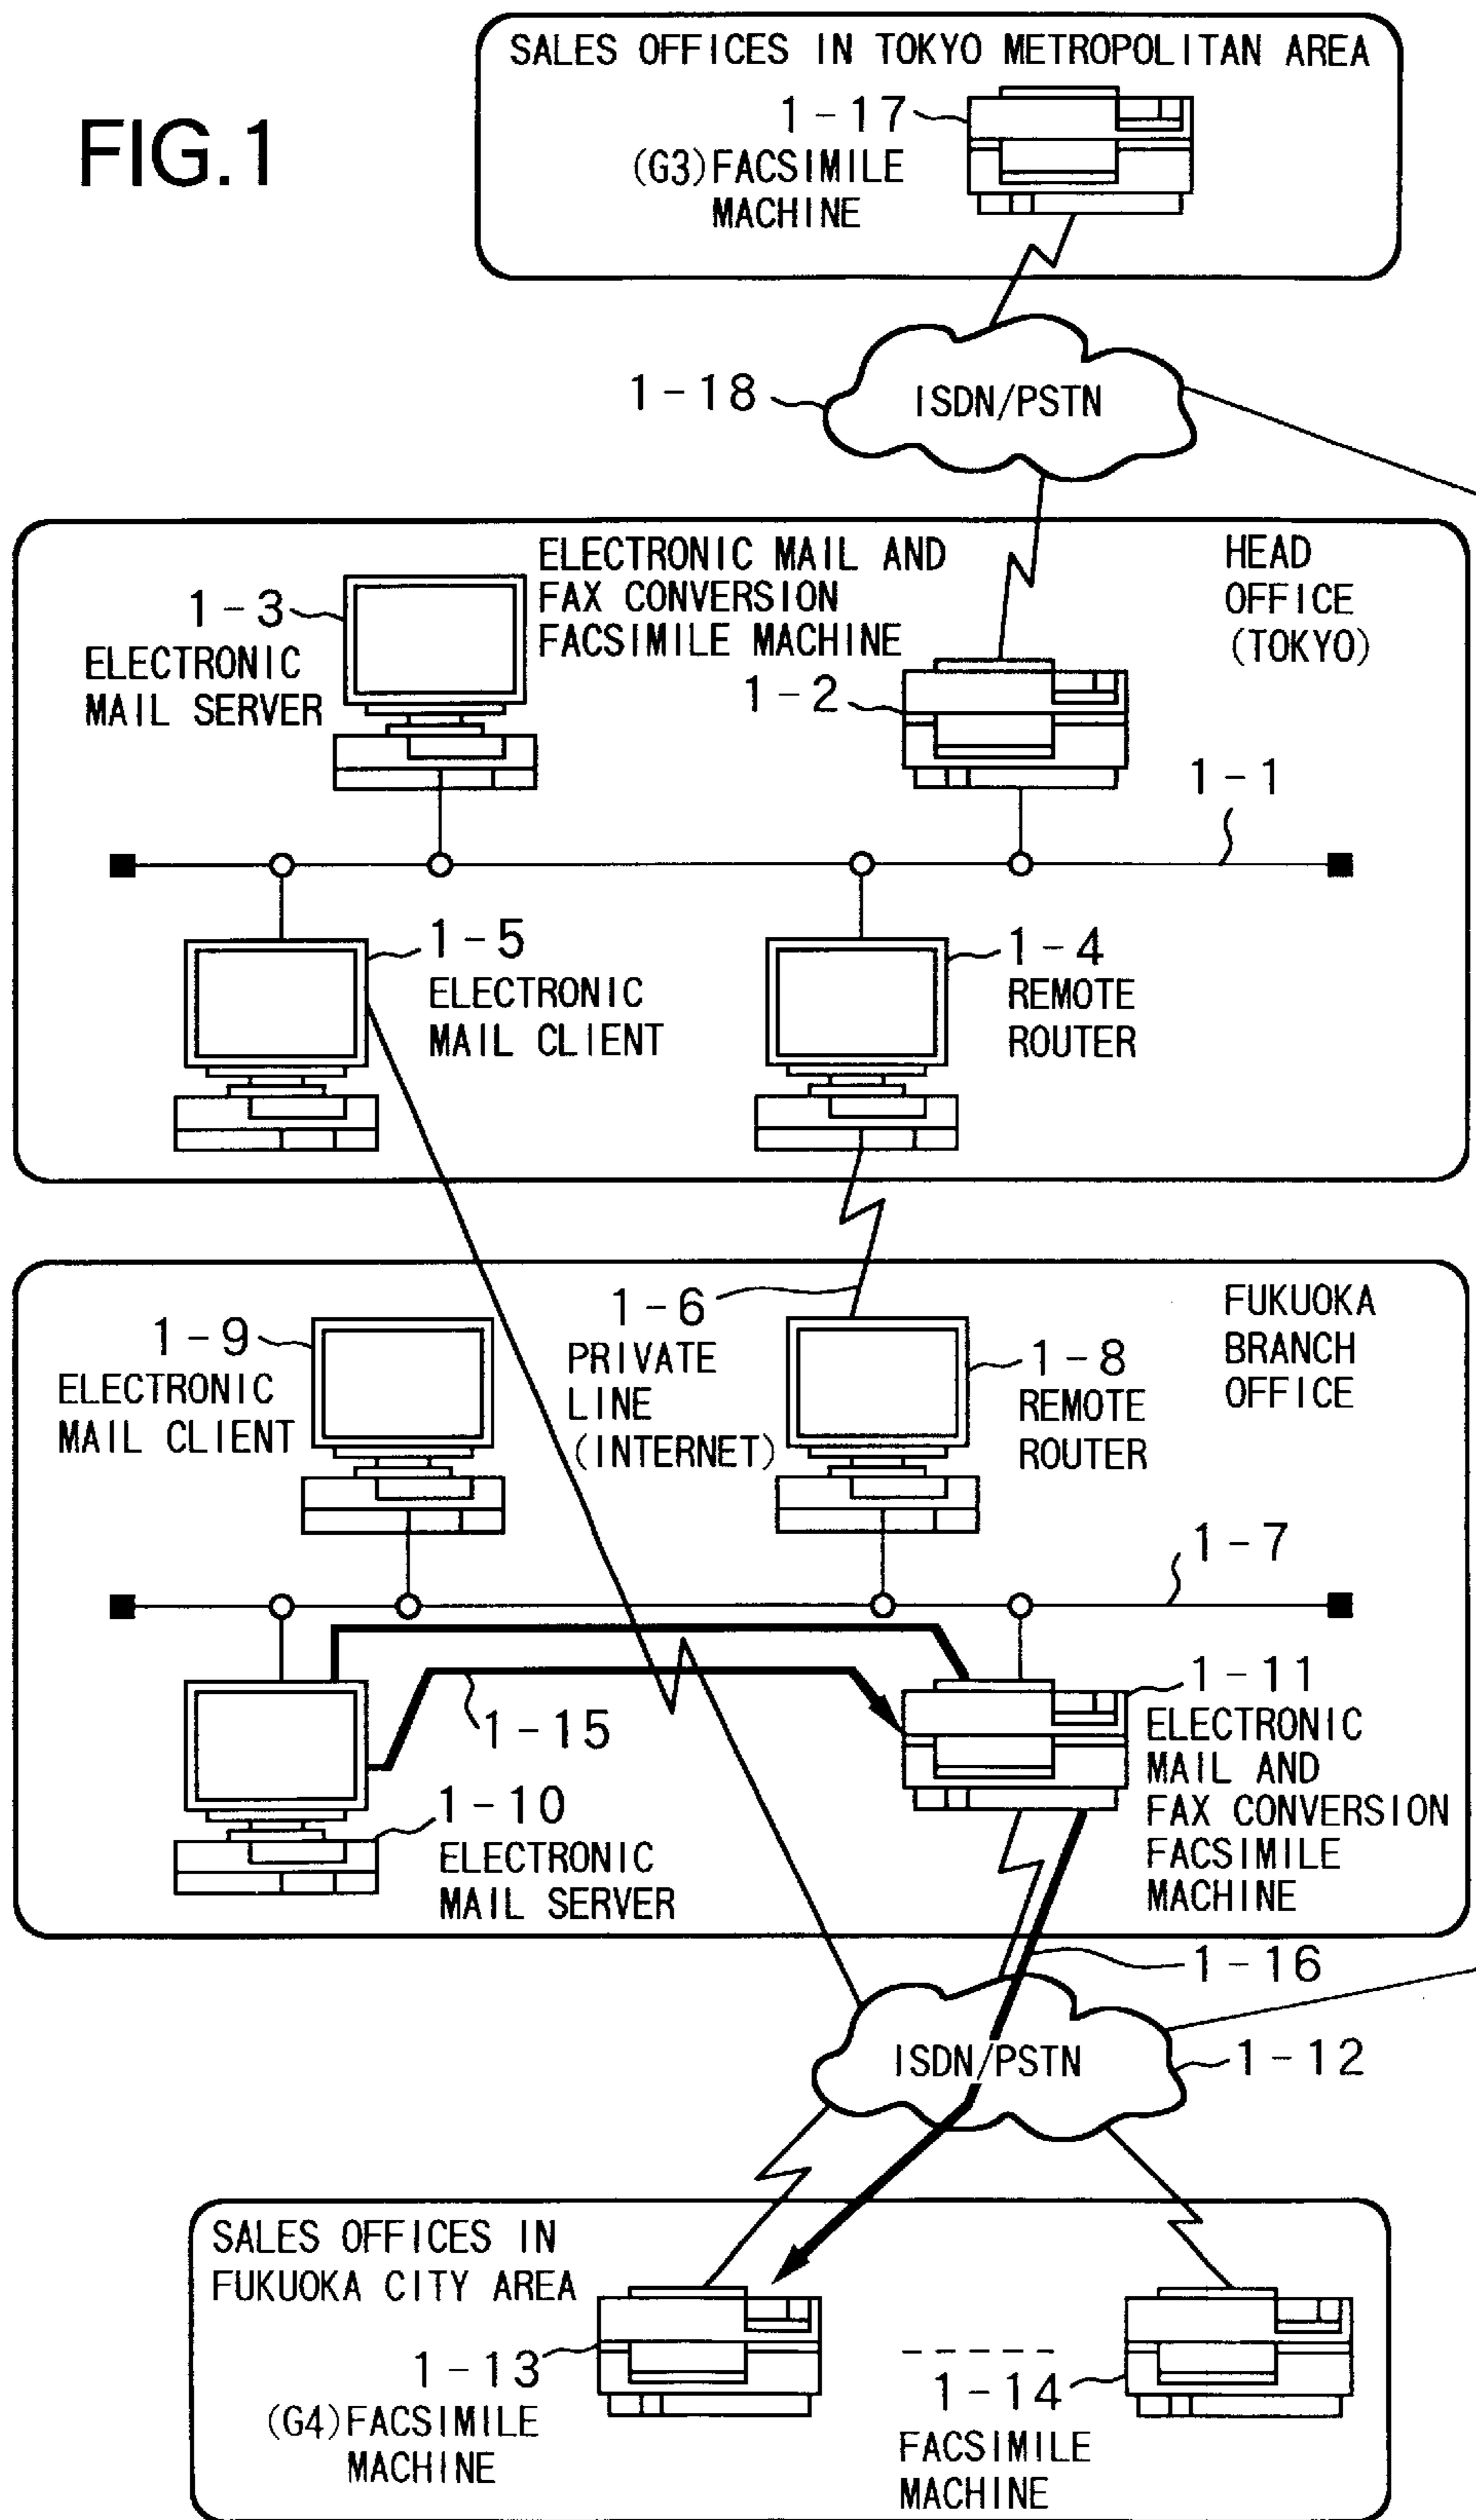 FIG.1
SALES OFFICES IN TOKYO METROPOLITAN AREA
1-17
(G3)FACSIMILE
MACHINE
1-18
ISDN/PSTN
HEAD
OFFICE
(TOKYO)
ELECTRONIC MAIL AND
FAX CONVERSION
FACSIMILE MACHINE
1-3
ELECTRONIC
MAIL SERVER
1-2
1-1
1-5
ELECTRONIC
MAIL CLIENT
1-4
REMOTE
ROUTER
FUKUOKA
BRANCH
OFFICE
1-9
ELECTRONIC
MAIL CLIENT
1-6
PRIVATE
LINE
(INTERNET)
1-8
REMOTE
ROUTER
1-7
1-15
1-10
ELECTRONIC
MAIL SERVER
1-11
ELECTRONIC
MAIL AND
FAX CONVERSION
FACSIMILE
MACHINE
1-16
ISDN/PSTN
1-12
SALES OFFICES IN
FUKUOKA CITY AREA
1-13
(G4)FACSIMILE
MACHINE
1-14
FACSIMILE
MACHINE